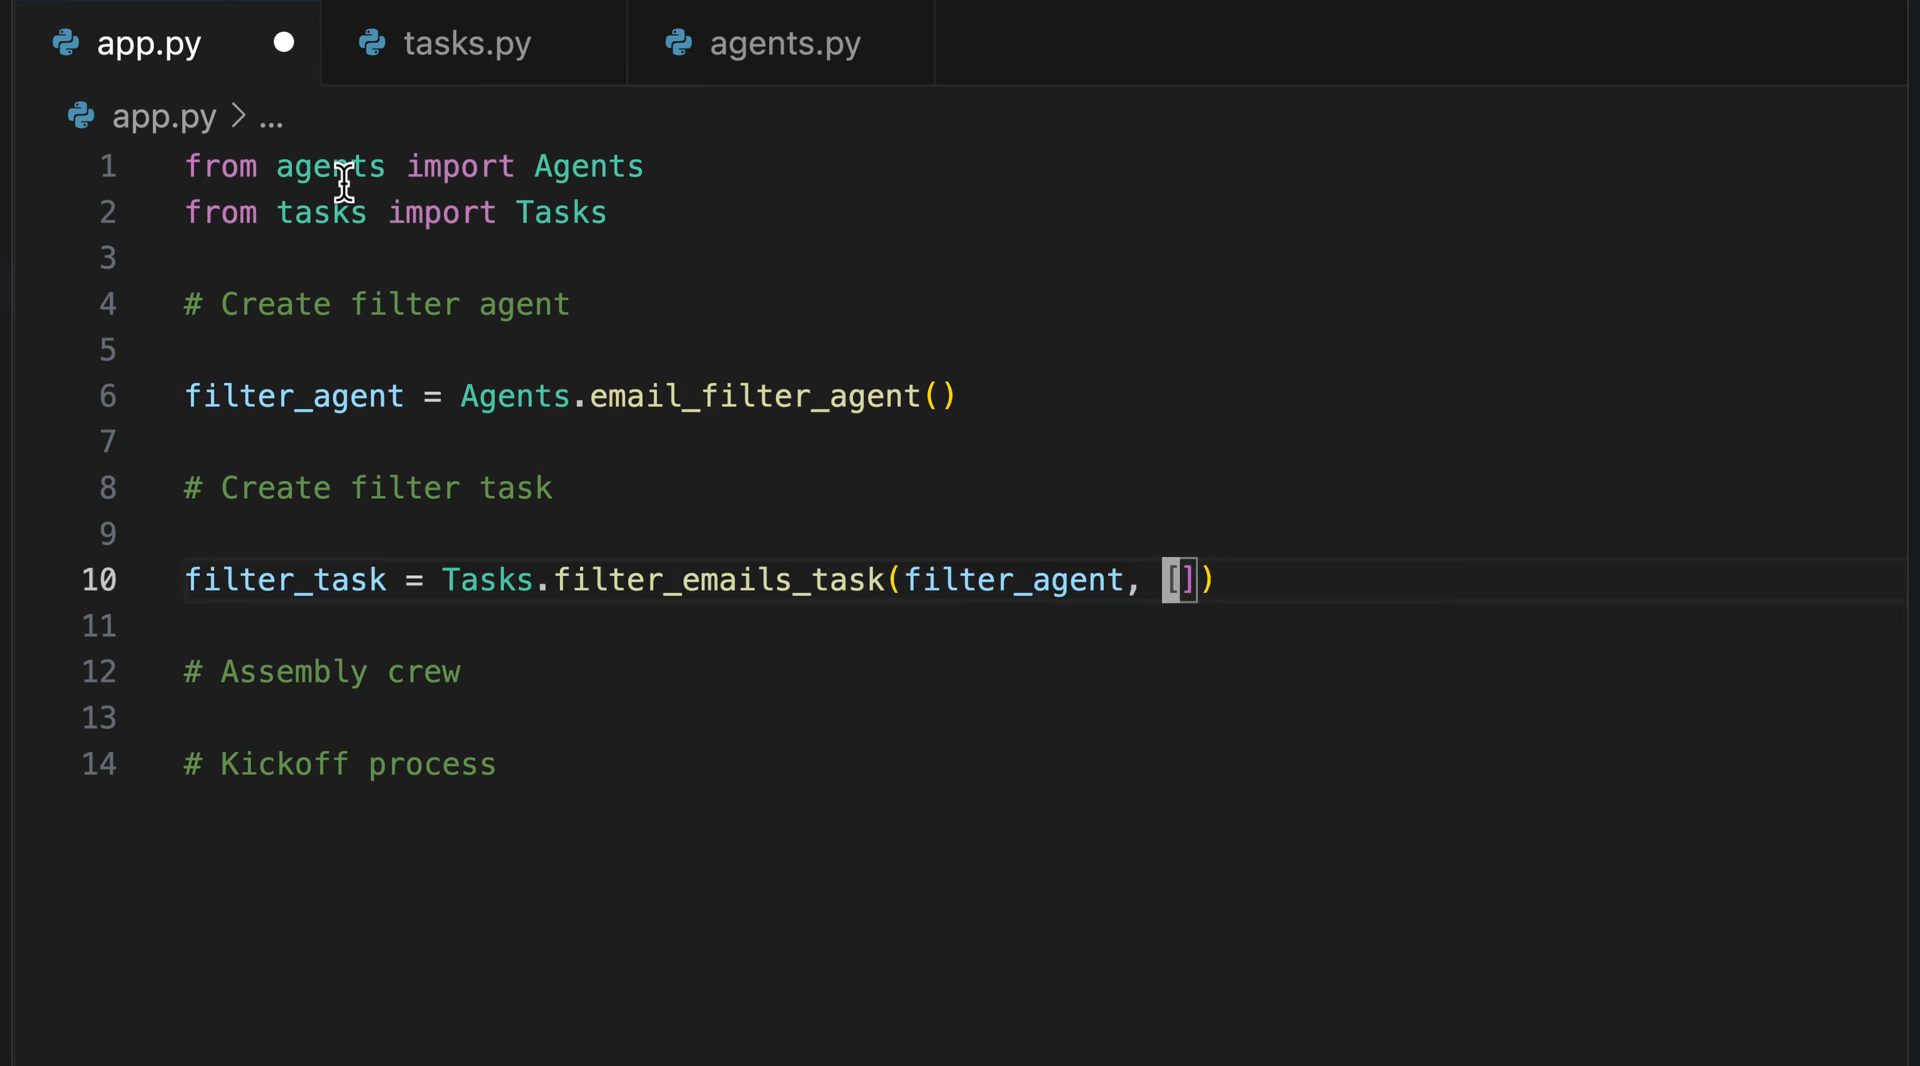 app.py
tasks.py
agents.py
app.py > ...
1 from agents import Agents
2 from tasks import Tasks
3
4 # Create filter agent
5
6 filter_agent = Agents.email_filter_agent()
7
8 # Create filter task
9
10 filter_task = Tasks.filter_emails_task(filter_agent, [])
11
12 # Assembly crew
13
14 # Kickoff process